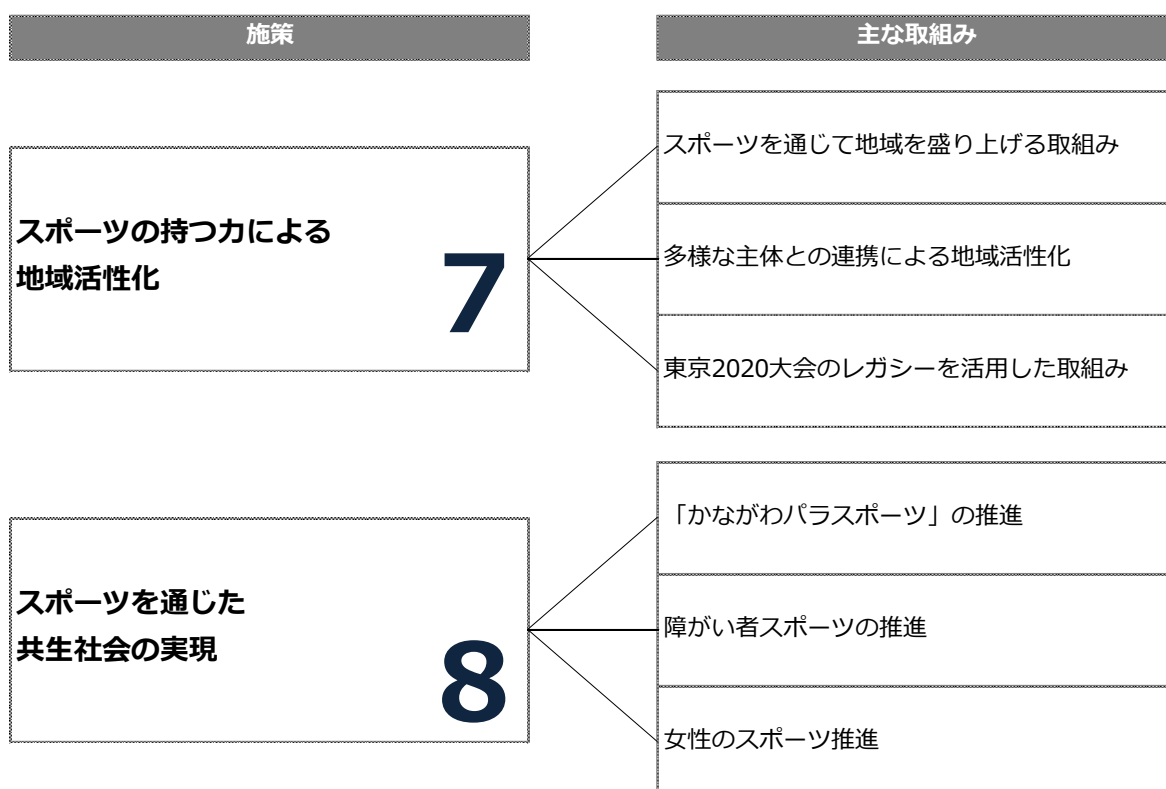 施策
主な取組み
スポーツの持つ力による
地域活性化
7
スポーツを通じて地域を盛り上げる取組み
多様な主体との連携による地域活性化
東京2020大会のレガシーを活用した取組み
スポーツを通じた
共生社会の実現
8
「かながわパラスポーツ」の推進
障がい者スポーツの推進
女性のスポーツ推進